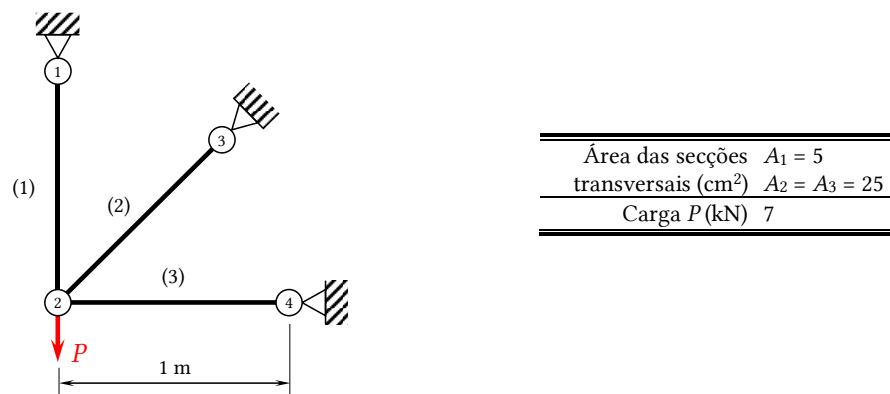 1
3
(1)
(2)
(3)
2
4
P
1 m
Área das secções A₁ = 5
transversais (cm²) A₂ = A₃ = 25
Carga P (kN) 7